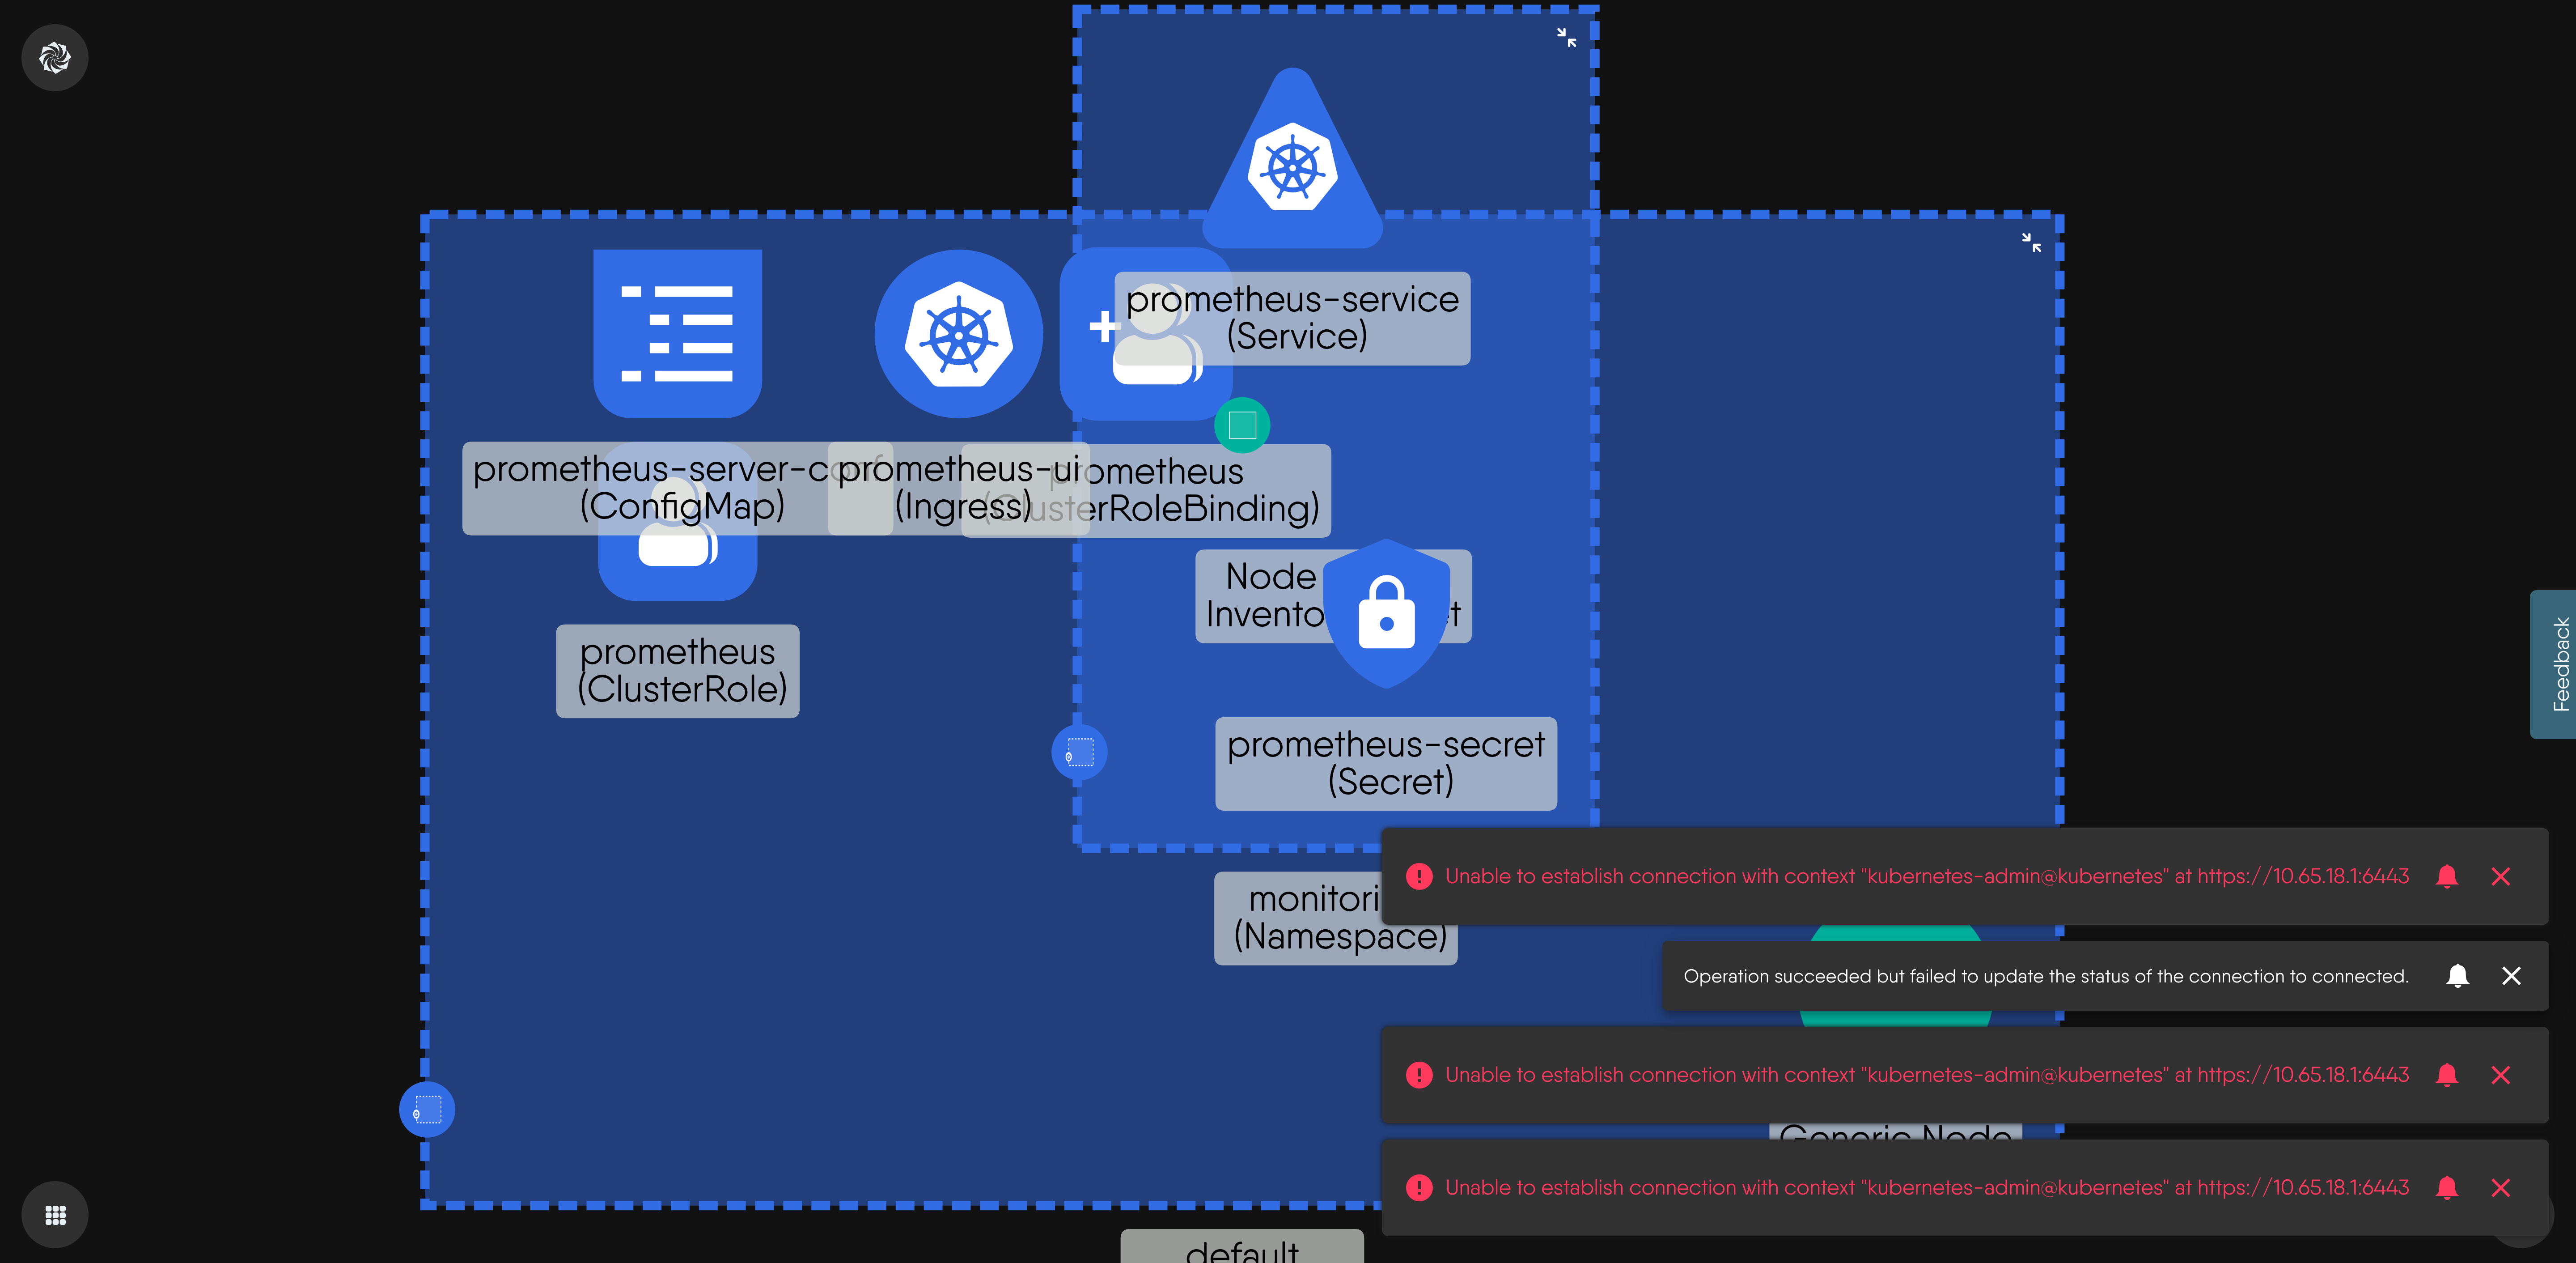 prometheus-service
(Service)
prometheus-server-conf
(ConfigMap)
prometheus-ui
(Ingress)
prometheus
(ClusterRoleBinding)
Node
prometheus
(ClusterRole)
prometheus-secret
(Secret)
(Namespace)
Unable to establish connection with context "kubernetes-admin@kubernetes" at https://10.65.18.1:6443
Operation succeeded but failed to update the status of the connection to connected.
Unable to establish connection with context "kubernetes-admin@kubernetes" at https://10.65.18.1:6443
Generic Node
Unable to establish connection with context "kubernetes-admin@kubernetes" at https://10.65.18.1:6443
default
Feedback